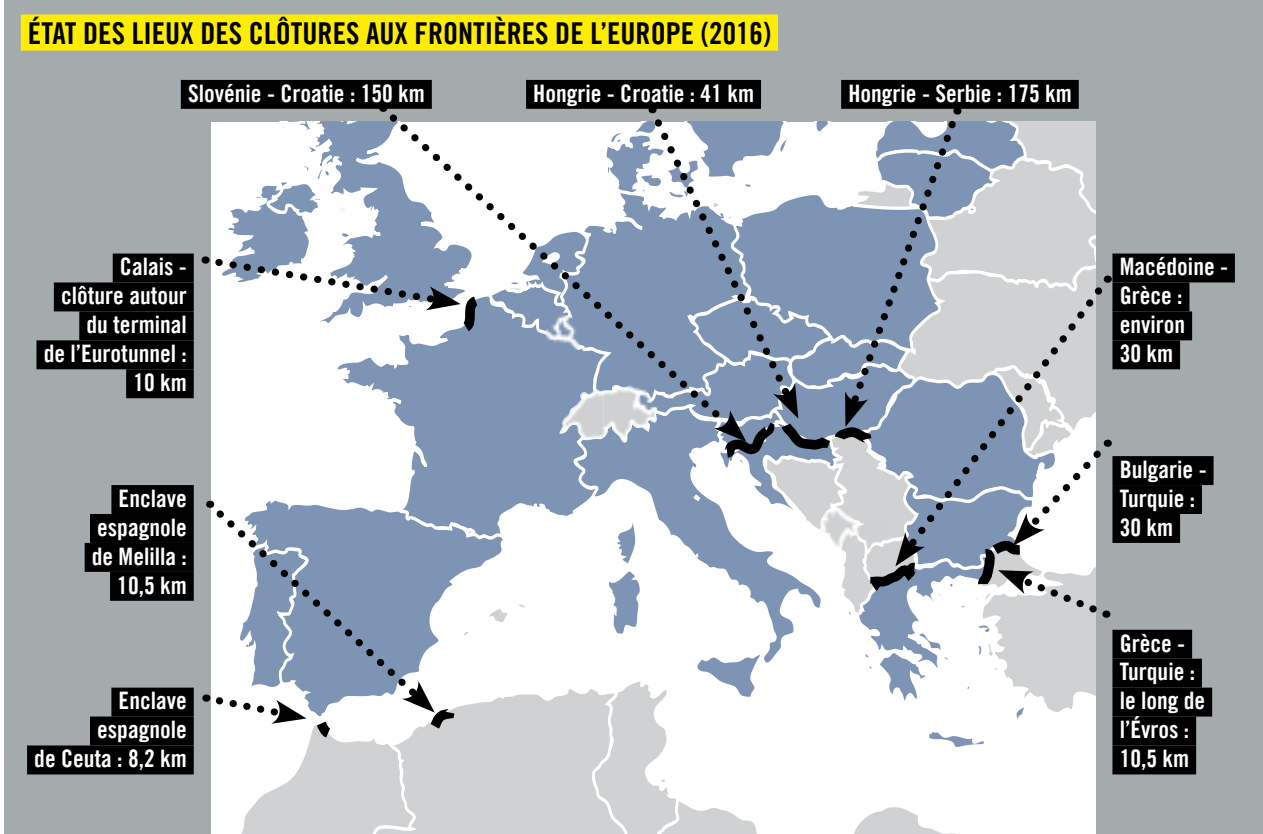 ÉTAT DES LIEUX DES CLÔTURES AUX FRONTIÈRES DE L'EUROPE (2016)
Slovénie - Croatie : 150 km
Hongrie - Croatie : 41 km
Hongrie - Serbie : 175 km
Calais -
clôture autour
du terminal
de l'Eurotunnel :
10 km
Macédoine -
Grèce :
environ
30 km
Enclave
espagnole
de Melilla :
10,5 km
Bulgarie -
Turquie :
30 km
Enclave
espagnole
de Ceuta : 8,2 km
Grèce -
Turquie :
le long de
l'Évros :
10,5 km